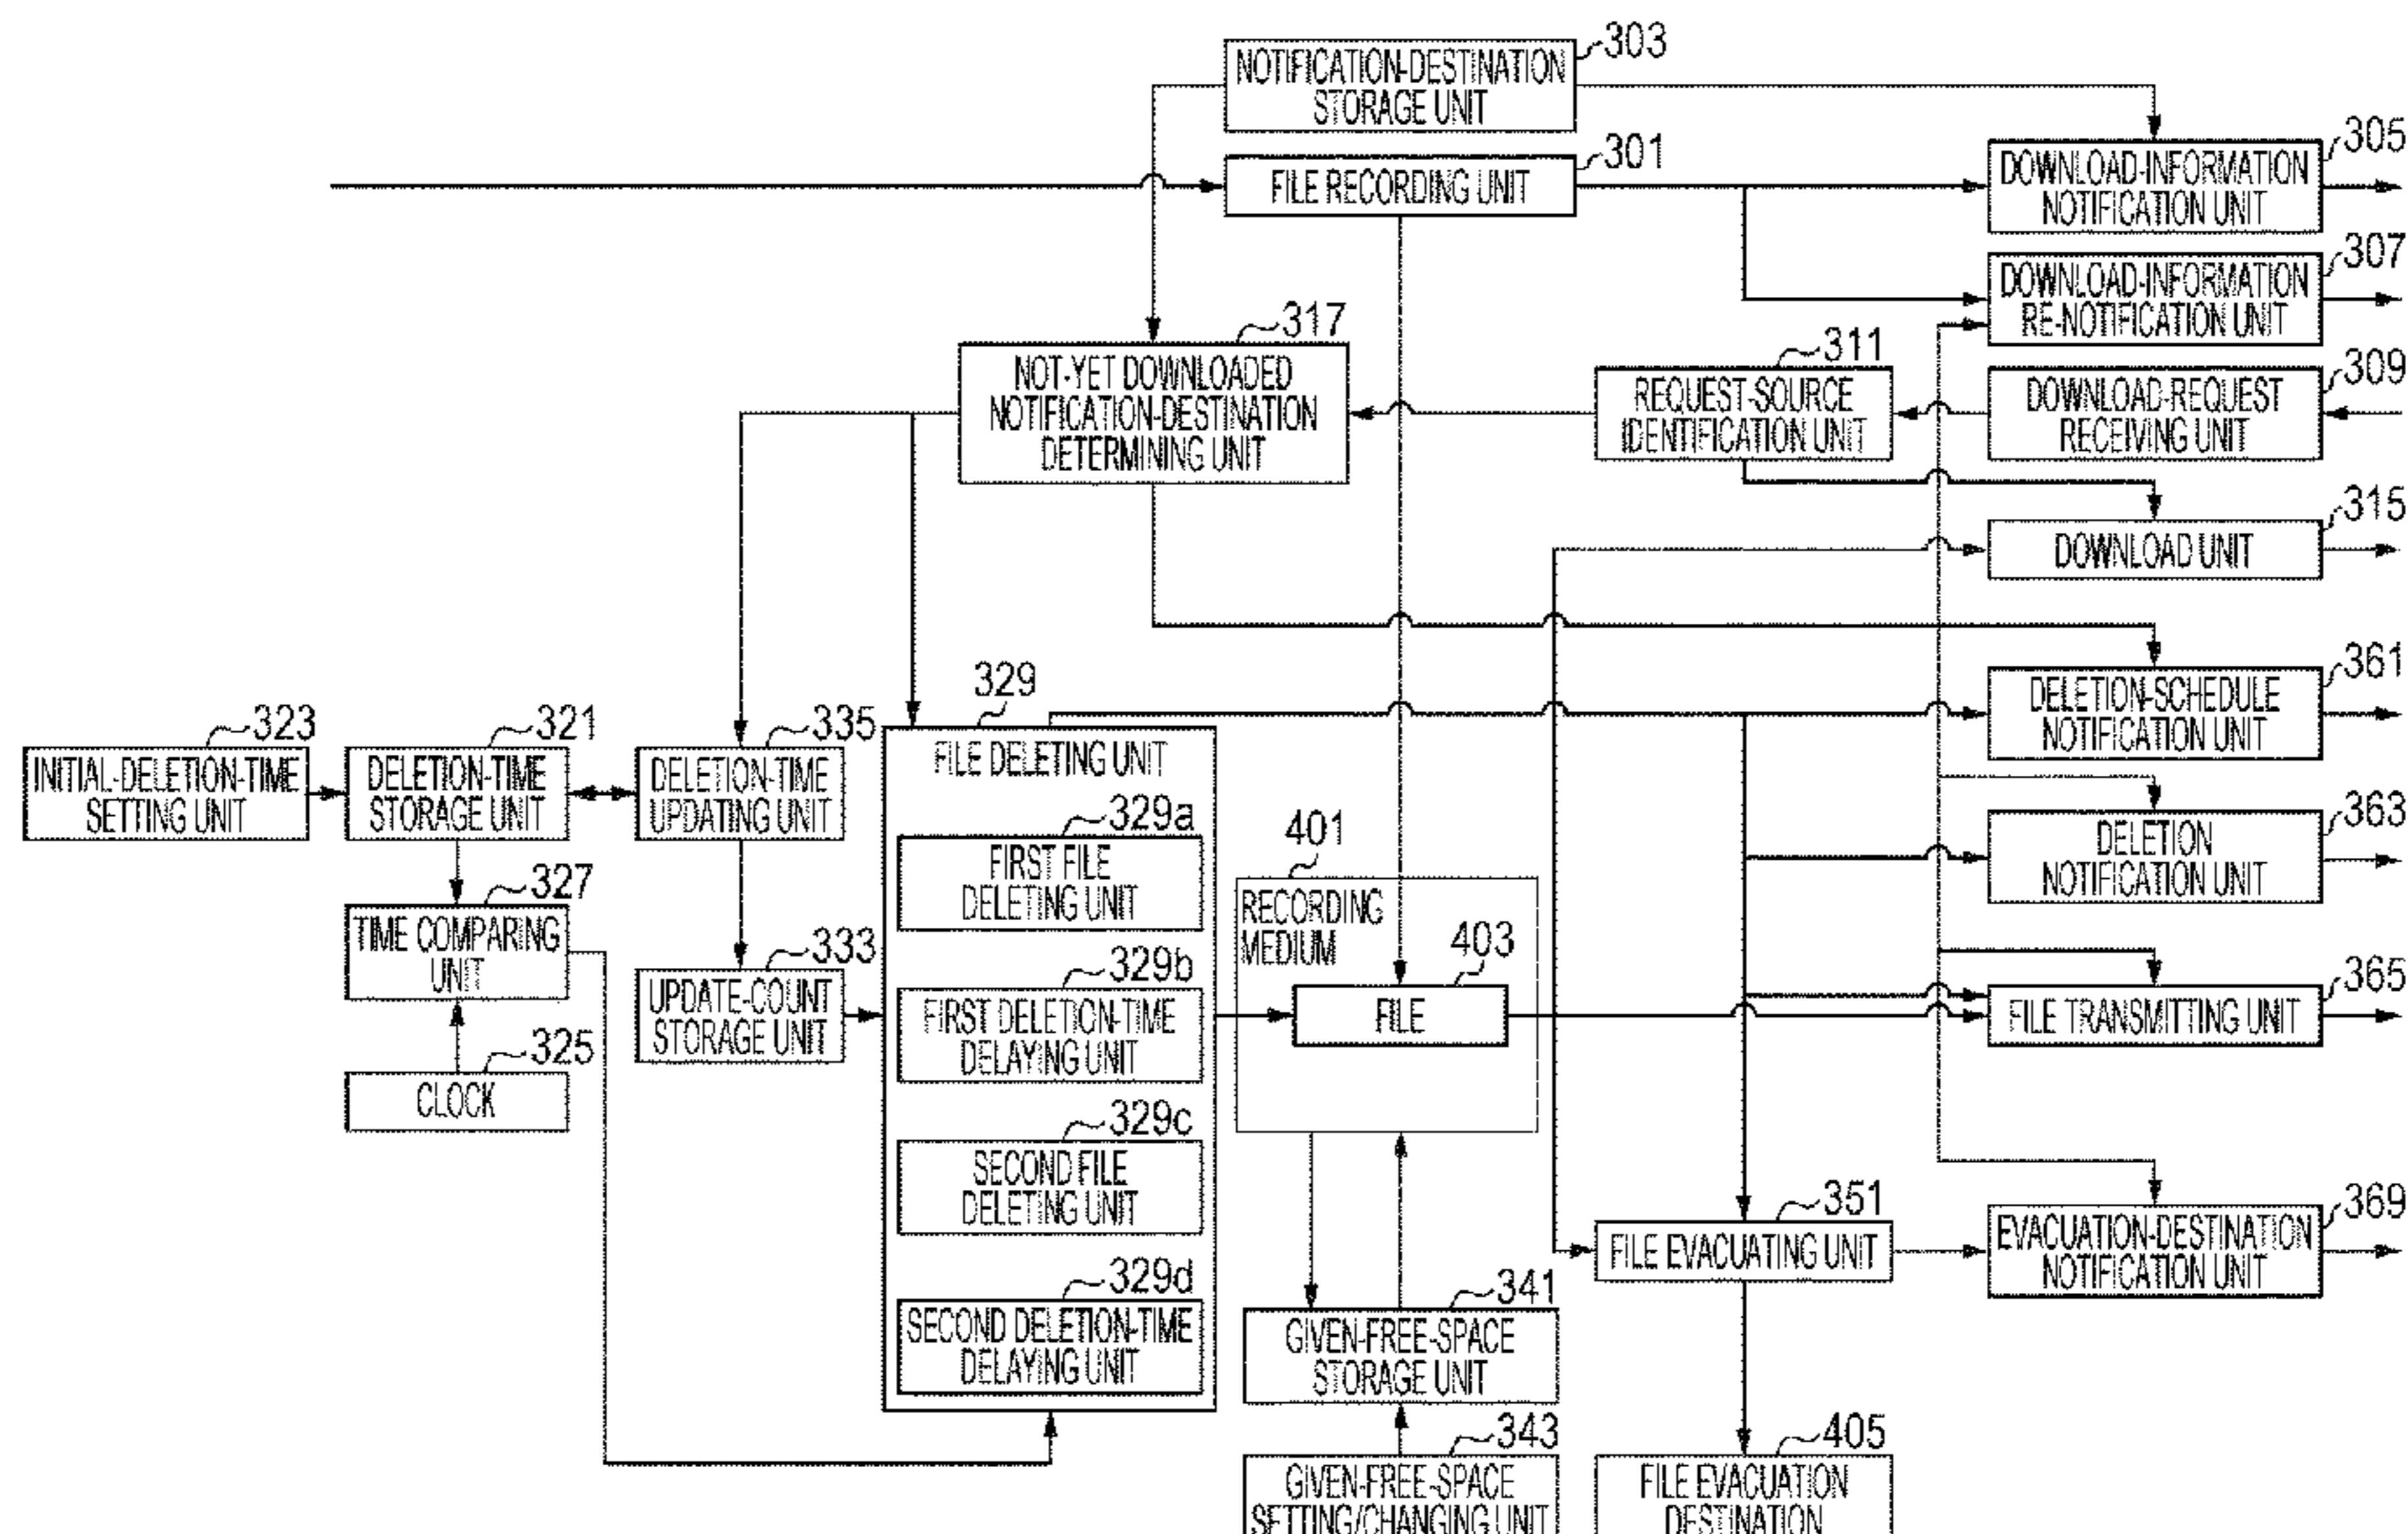 303
NOTIFICATION-DESTINATION
STORAGE UNIT
301
FILE RECORDING UNIT
305
DOWNLOAD-INFORMATION
NOTIFICATION UNIT
307
DOWNLOAD-INFORMATION
RE-NOTIFICATION UNIT
317
NOT-YET DOWNLOADED
NOTIFICATION-DESTINATION
DETERMINING UNIT
311
REQUEST-SOURCE
IDENTIFICATION UNIT
309
DOWNLOAD-REQUEST
RECEIVING UNIT
315
DOWNLOAD UNIT
361
DELETION-SCHEDULE
NOTIFICATION UNIT
323
INITIAL-DELETION-TIME
SETTING UNIT
321
DELETION-TIME
STORAGE UNIT
335
DELETION-TIME
UPDATING UNIT
329
FILE DELETING UNIT
329a
FIRST FILE
DELETING UNIT
329b
FIRST DELETION-TIME
DELAYING UNIT
329c
SECOND FILE
DELETING UNIT
329d
SECOND DELETION-TIME
DELAYING UNIT
327
TIME COMPARING
UNIT
325
CLOCK
333
UPDATE-COUNT
STORAGE UNIT
401
RECORDING
MEDIUM
403
FILE
363
DELETION
NOTIFICATION UNIT
365
FILE TRANSMITTING UNIT
351
FILE EVACUATING UNIT
369
EVACUATION-DESTINATION
NOTIFICATION UNIT
341
GIVEN-FREE-SPACE
STORAGE UNIT
343
GIVEN-FREE-SPACE
SETTING/CHANGING UNIT
405
FILE EVACUATION
DESTINATION